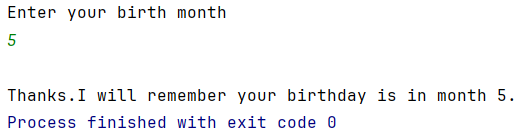 Enter your birth month
5
Thanks.I will remember your birthday is in month 5.
Process finished with exit code 0